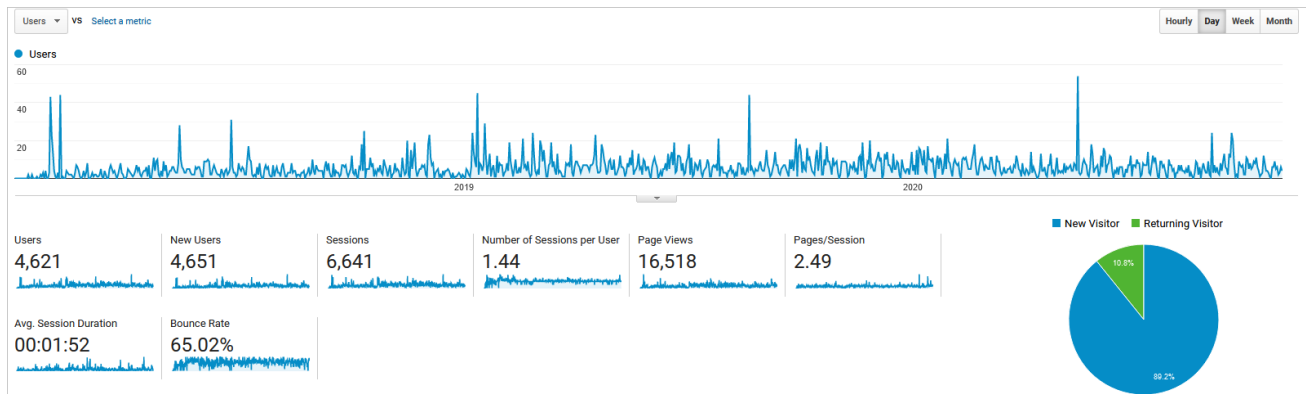 Users VS Select a metric Hourly Day Week Month
Users
60
40
20
2019 2020
New Visitor Returning Visitor
Users New Users Sessions Number of Sessions per User Page Views Pages/Session
4,621 4,651 6,641 1.44 16,518 2.49
Avg. Session Duration Bounce Rate
00:01:52 65.02%
10.8%
89.2%